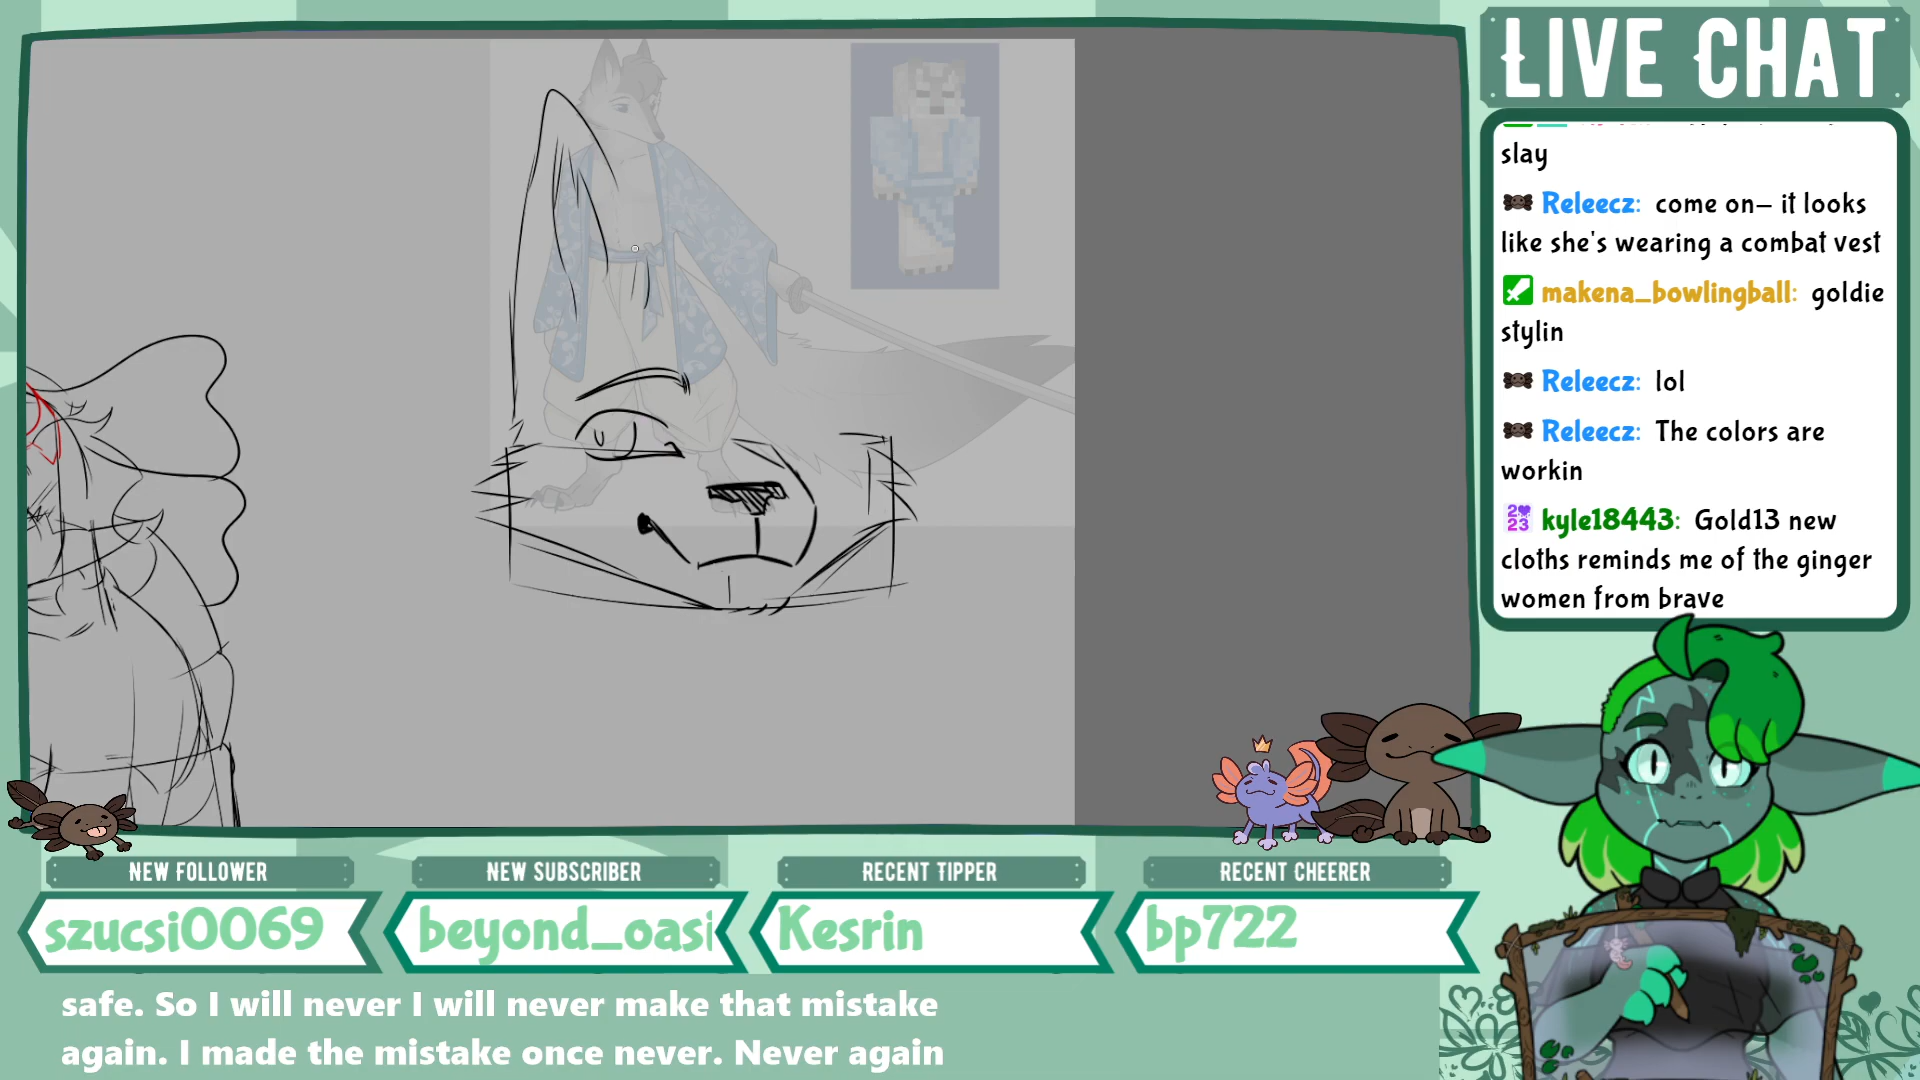 LIVE CHAT
slay
Releecz: come on— it looks
like she's wearing a combat vest
makena_bowlingball: goldie
stylin
Releecz: lol
Releecz: The colors are
workin
kyle18443: Gold13 new
cloths reminds me of the ginger
women from brave
NEW FOLLOWER
NEW SUBSCRIBER
RECENT TIPPER
RECENT CHEERER
szucsi0069
beyond_oasi
Kesrin
bp722
safe. So I will never I will never make that mistake
again. I made the mistake once never. Never again